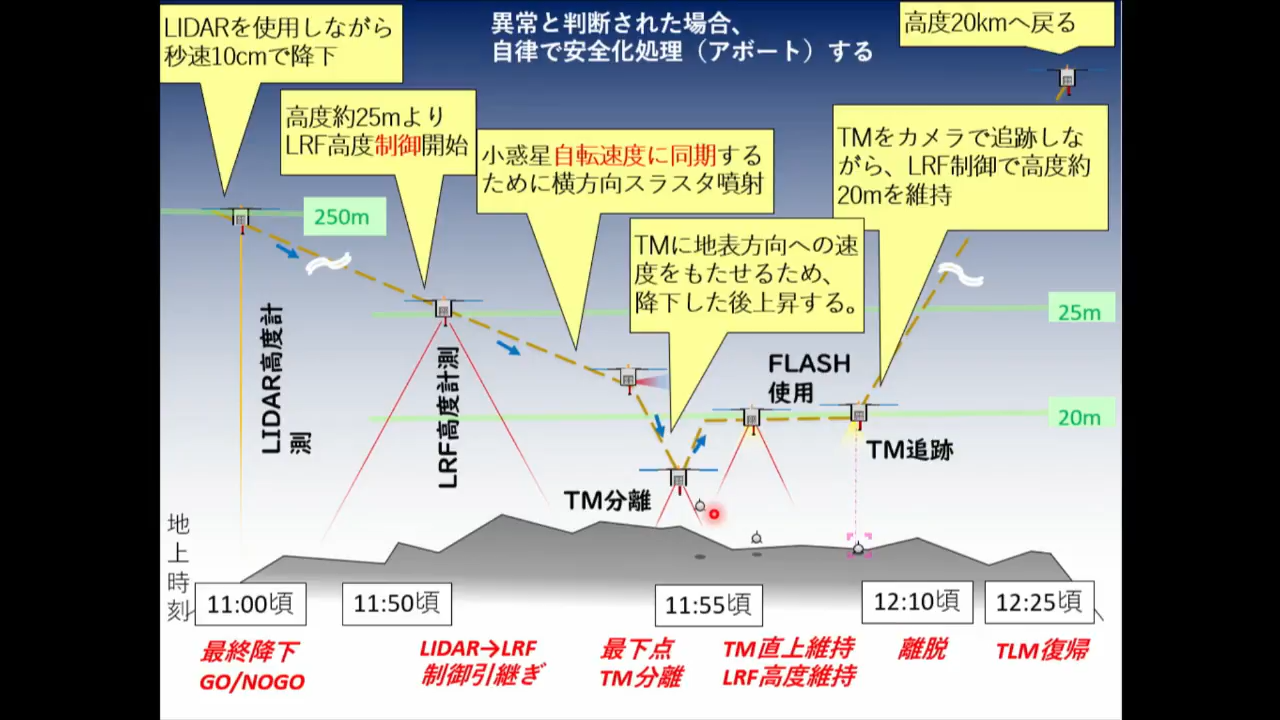 LIDARを使用しながら
秒速10cmで降下
異常と判断された場合、
自律で安全化処理（アボート）する
高度20kmへ戻る
高度約25mより
LRF高度制御開始
小惑星自転速度に同期する
ために横方向スラスタ噴射
TMをカメラで追跡しな
がら、LRF制御で高度約
20mを維持
TMに地表方向への速
度をもたせるため、
降下した後上昇する。
250m
25m
20m
LIDAR高度計
測
LRF高度計測
FLASH
使用
TM追跡
TM分離
地
上
時
刻
11:00頃
11:50頃
11:55頃
12:10頃
12:25頃
最終降下
GO/NOGO
LIDAR→LRF
制御引継ぎ
最下点
TM分離
TM直上維持
LRF高度維持
離脱
TLM復帰